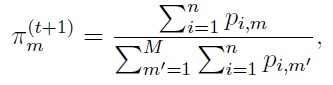 π_m^{(t+1)} = \frac{\sum_{i=1}^{n} p_{i,m}}{\sum_{m'=1}^{M} \sum_{i=1}^{n} p_{i,m'}},